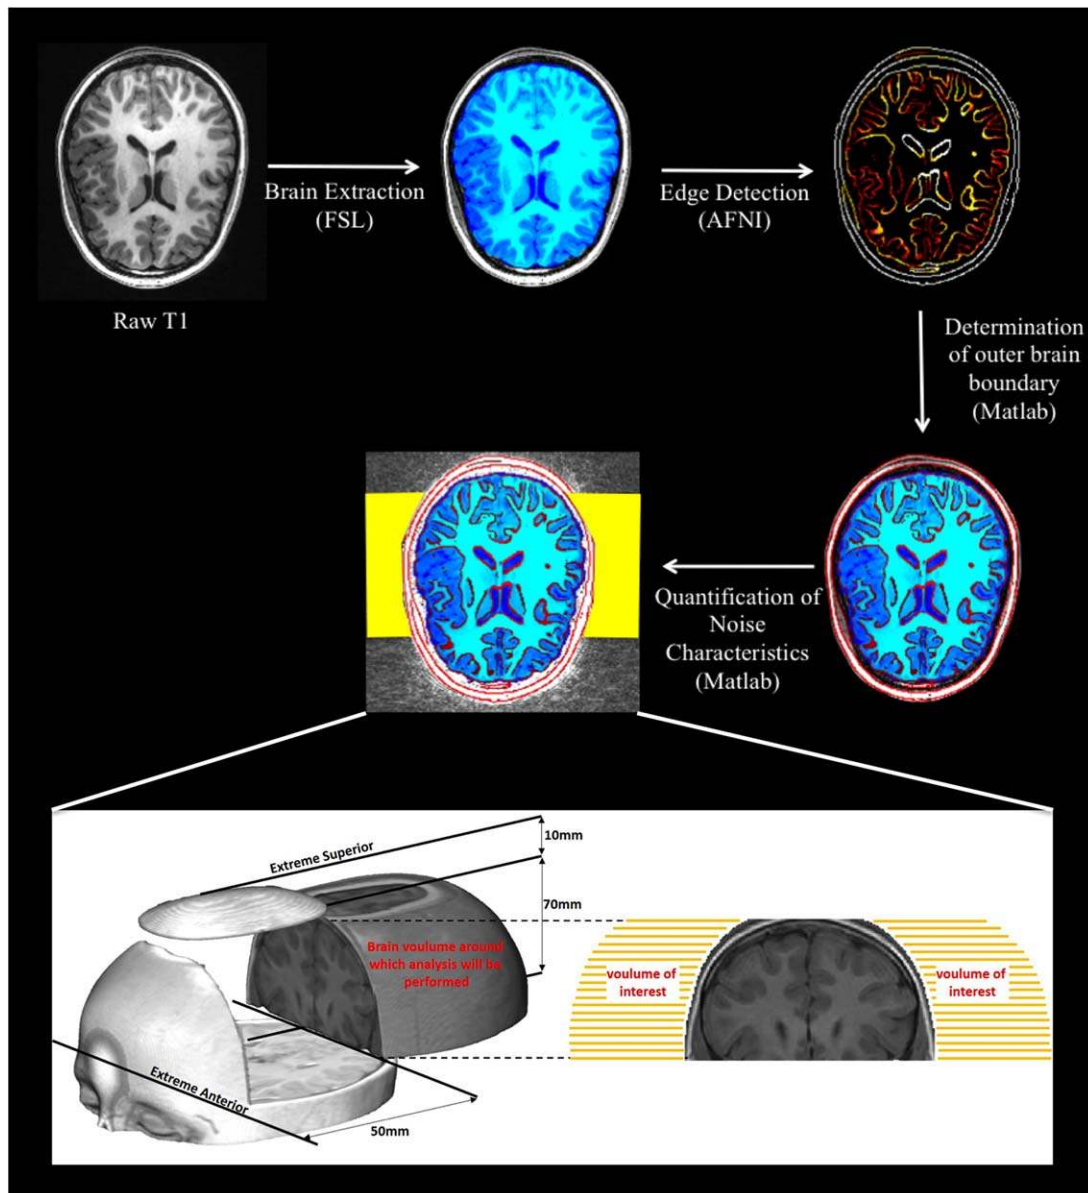 Raw T1
Brain Extraction
(FSL)
Edge Detection
(AFNI)
Determination
of outer brain
boundary
(Matlab)
Quantification of
Noise
Characteristics
(Matlab)
Extreme Superior
10mm
70mm
Brain voulume around
which analysis will be
performed
Extreme Anterior
50mm
voulume of
interest
voulume of
interest